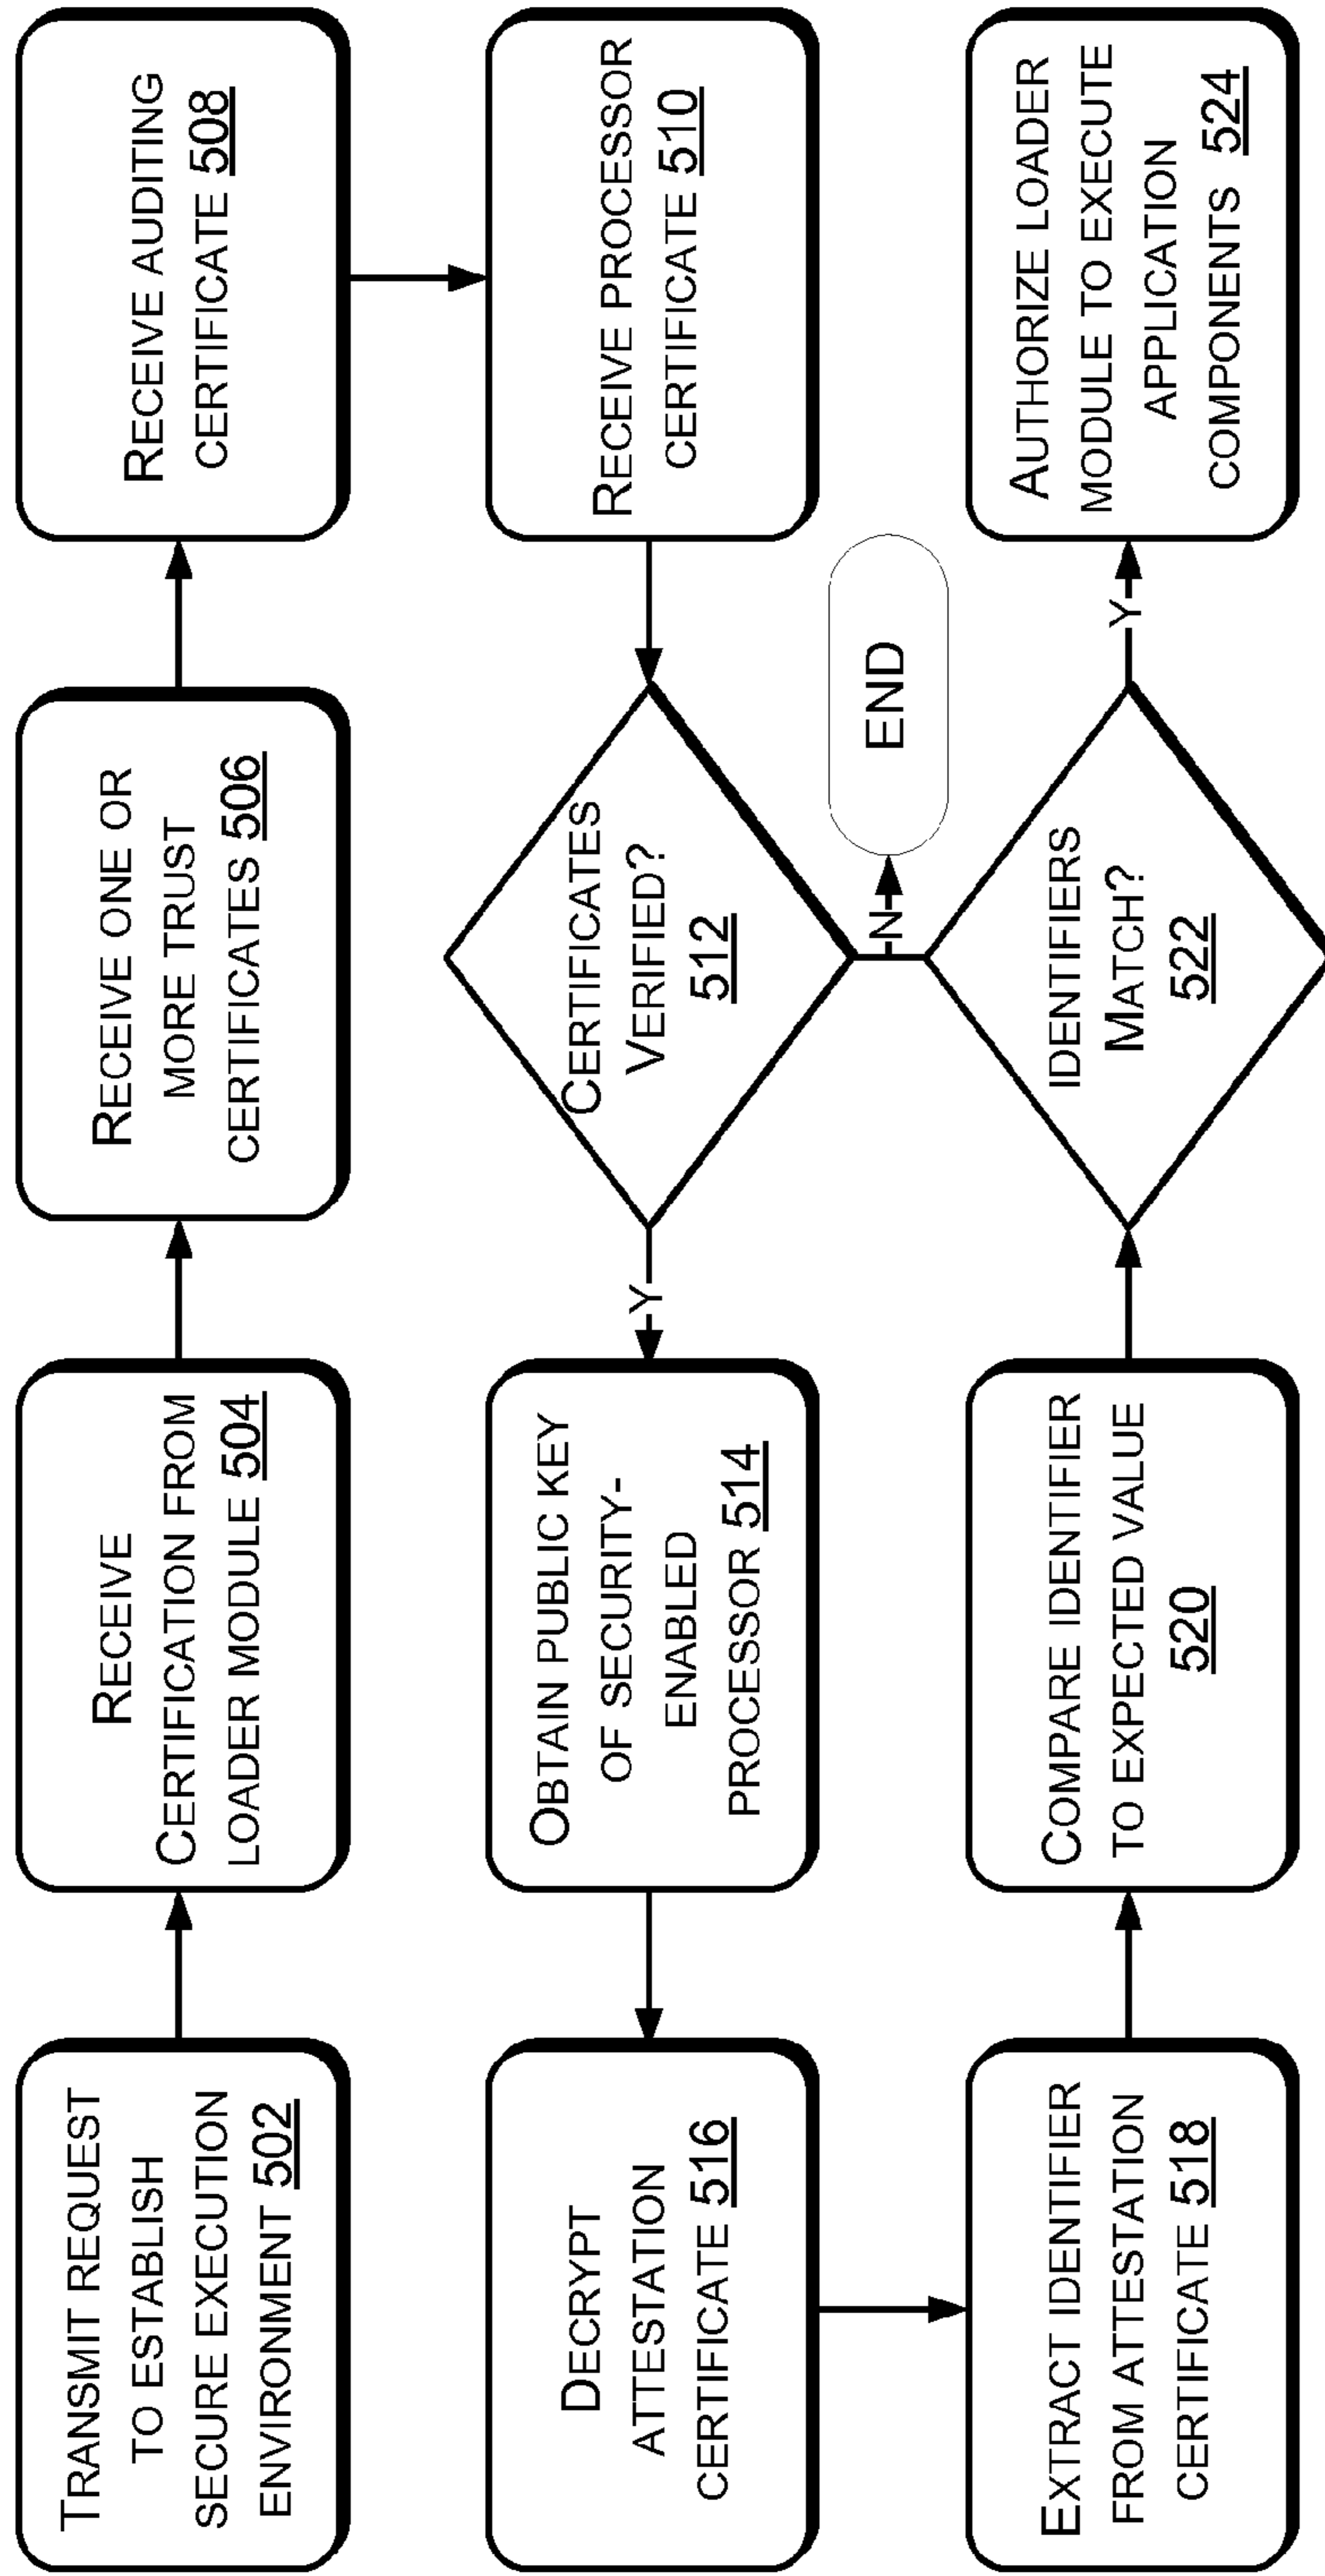 TRANSMIT REQUEST
TO ESTABLISH
SECURE EXECUTION
ENVIRONMENT 502
RECEIVE
CERTIFICATION FROM
LOADER MODULE 504
RECEIVE ONE OR
MORE TRUST
CERTIFICATES 506
RECEIVE AUDITING
CERTIFICATE 508
RECEIVE PROCESSOR
CERTIFICATE 510
CERTIFICATES
VERIFIED?
512
Y
N
END
OBTAIN PUBLIC KEY
OF SECURITY-
ENABLED
PROCESSOR 514
DECRYPT
ATTESTATION
CERTIFICATE 516
EXTRACT IDENTIFIER
FROM ATTESTATION
CERTIFICATE 518
COMPARE IDENTIFIER
TO EXPECTED VALUE
520
IDENTIFIERS
MATCH?
522
Y
AUTHORIZE LOADER
MODULE TO EXECUTE
APPLICATION
COMPONENTS 524